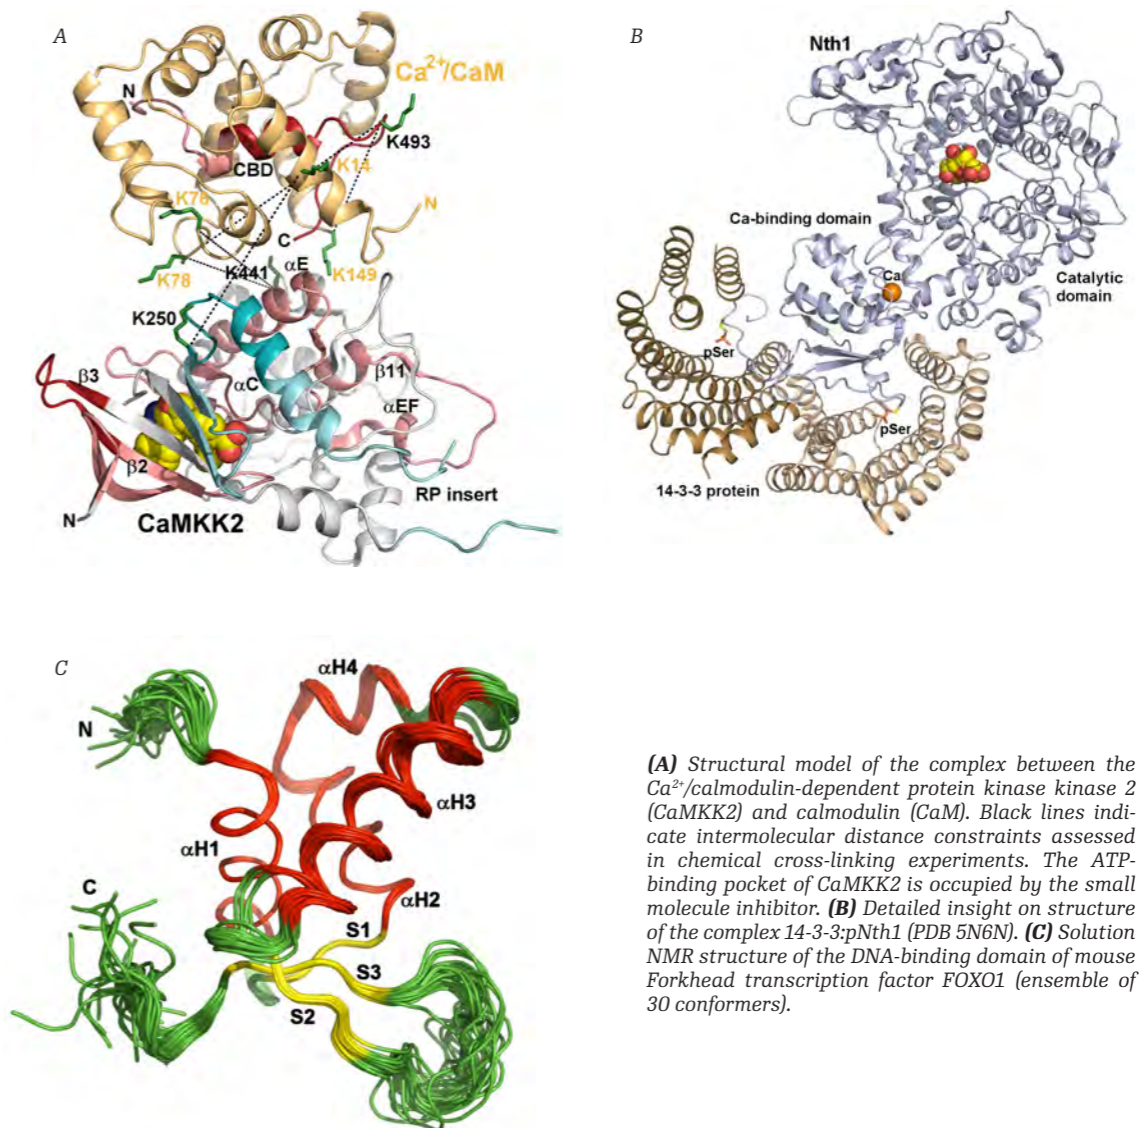 A
Ca²⁺/CaM
N
K493
CBD
K14
K78
N
C
K78
K441
αE
K149
K250
β3
αC
β11
αEF
β2
RP insert
N
CaMKK2
B
Nth1
Ca-binding domain
Ca
Catalytic
domain
pSer
pSer
14-3-3 protein
C
αH4
N
αH3
αH1
C
αH2
S1
S3
S2
(A) Structural model of the complex between the
Ca²⁺/calmodulin-dependent protein kinase kinase 2
(CaMKK2) and calmodulin (CaM). Black lines indi-
cate intermolecular distance constraints assessed
in chemical cross-linking experiments. The ATP-
binding pocket of CaMKK2 is occupied by the small
molecule inhibitor. (B) Detailed insight on structure
of the complex 14-3-3:pNth1 (PDB 5N6N). (C) Solution
NMR structure of the DNA-binding domain of mouse
Forkhead transcription factor FOXO1 (ensemble of
30 conformers).